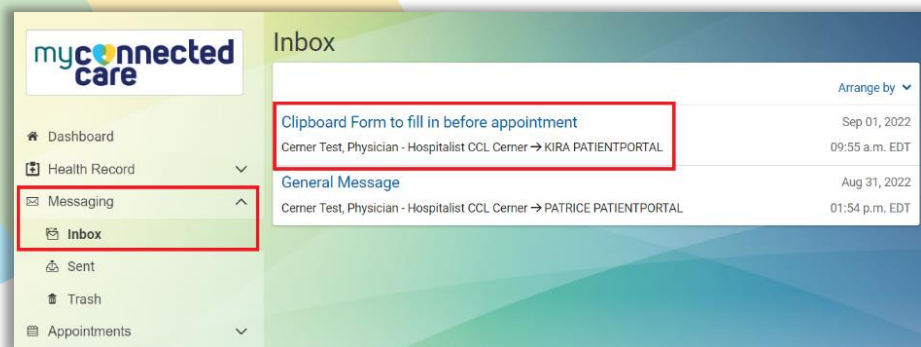 myconnected
care
Dashboard
Health Record
Messaging
Inbox
Sent
Trash
Appointments
Inbox
Arrange by
Clipboard Form to fill in before appointment
Sep 01, 2022
Cerner Test, Physician - Hospitalist CCL Cerner → KIRA PATIENTPORTAL
09:55 a.m. EDT
General Message
Aug 31, 2022
Cerner Test, Physician - Hospitalist CCL Cerner → PATRICE PATIENTPORTAL
01:54 p.m. EDT